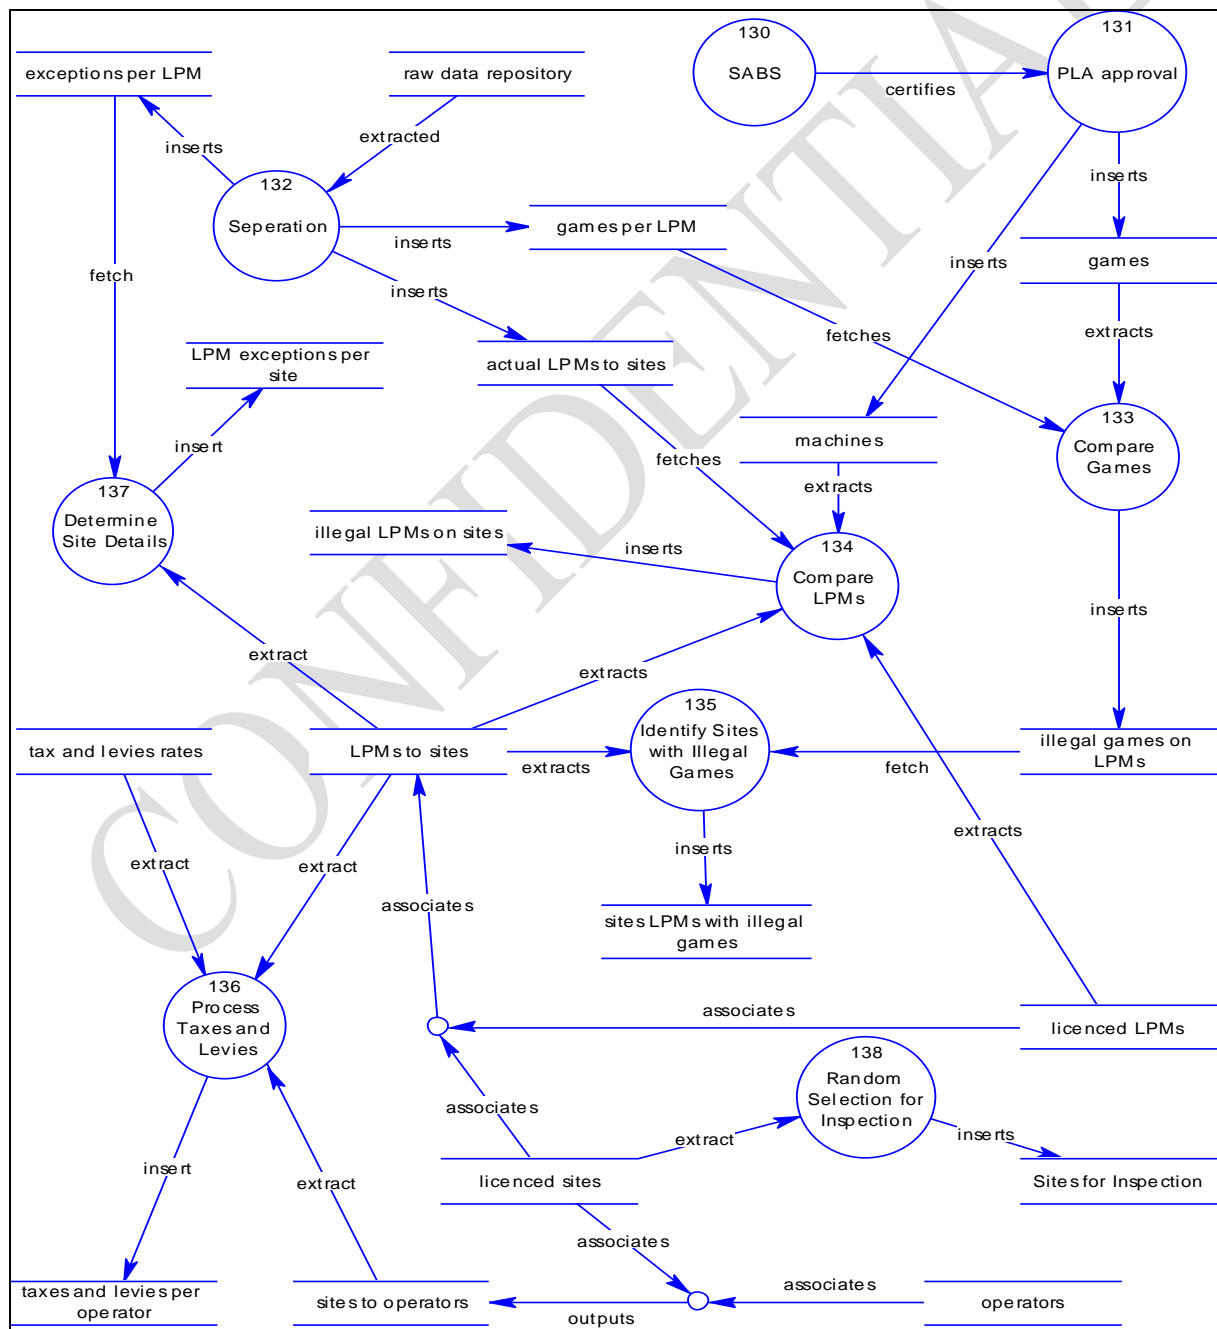 CONFIDENTIAL
130
SABS
certifies
131
PLA approval
exceptions per LPM
raw data repository
inserts
extracted
132
Seperation
inserts
games per LPM
inserts
inserts
games
inserts
fetch
extracts
fetches
LPM exceptions per
site
actual LPMs to sites
insert
fetches
machines
extracts
133
Compare
Games
137
Determine
Site Details
illegal LPMs on sites
inserts
134
Compare
LPMs
inserts
extract
extracts
tax and levies rates
LPMs to sites
extracts
135
Identify Sites
with Illegal
Games
fetch
illegal games on
LPMs
extract
extract
inserts
extracts
associates
sites LPMs with illegal
games
136
Process
Taxes and
Levies
associates
licenced LPMs
138
Random
Selection for
Inspection
associates
extract
inserts
insert
extract
licenced sites
Sites for Inspection
associates
taxes and levies per
operator
sites to operators
outputs
associates
operators